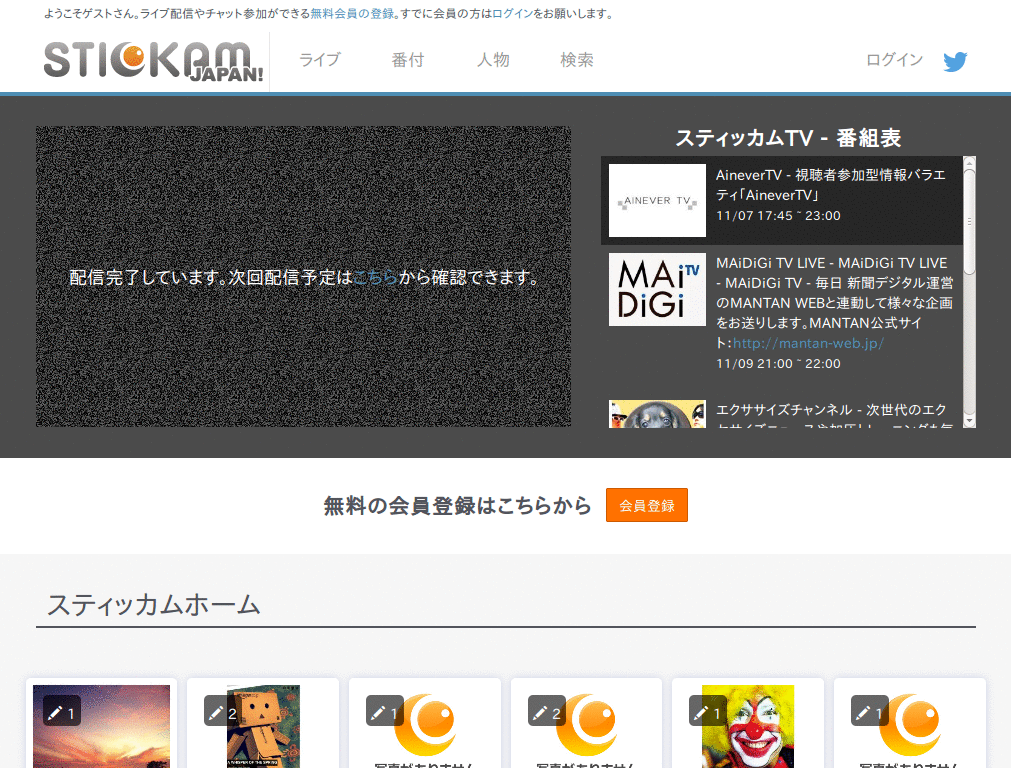 ようこそゲストさん。ライブ配信やチャット参加ができる無料会員の登録。すでに会員の方はログインをお願いします。
STICKAM JAPAN!
ライブ
番付
人物
検索
ログイン
配信完了しています。次回配信予定はこちらから確認できます。
スティッカムTV - 番組表
AINEVER TV
AineverTV - 視聴者参加型情報バラエ
ティ「AineverTV」
11/07 17:45 ~ 23:00
MAiTV
DiGi
MAiDiGi TV LIVE - MAiDiGi TV LIVE
- MAiDiGi TV - 毎日 新聞デジタル運営
のMANTAN WEBと連動して様々な企画
をお送りします。MANTAN公式サイ
ト：http://mantan-web.jp/
11/09 21:00 ~ 22:00
エクササイズチャンネル - 次世代のエク
無料の会員登録はこちらから
会員登録
スティッカムホーム
1
2
1
2
1
1
A WHISPER OF THE SPRING
写真がありません
写真がありません
写真がありません